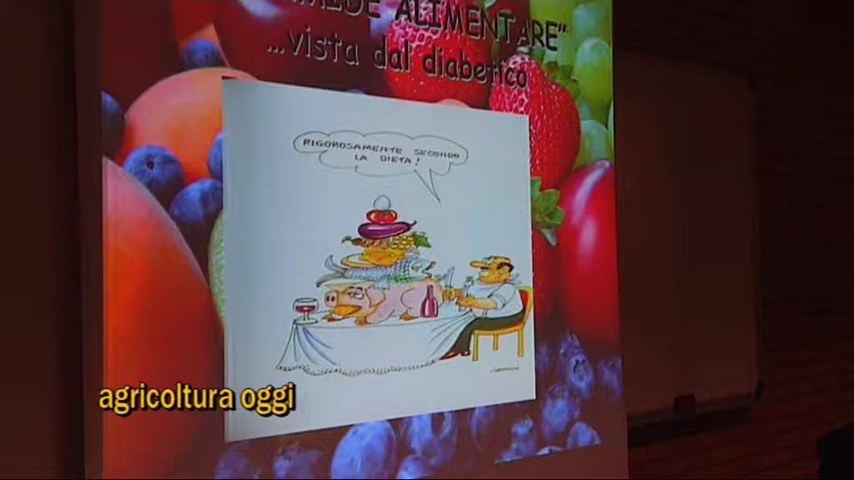 ALIMENTARE"
...vista dal diabetico
RIGOROSAMENTE SECONDO
LA DIETA!
agricoltura oggi